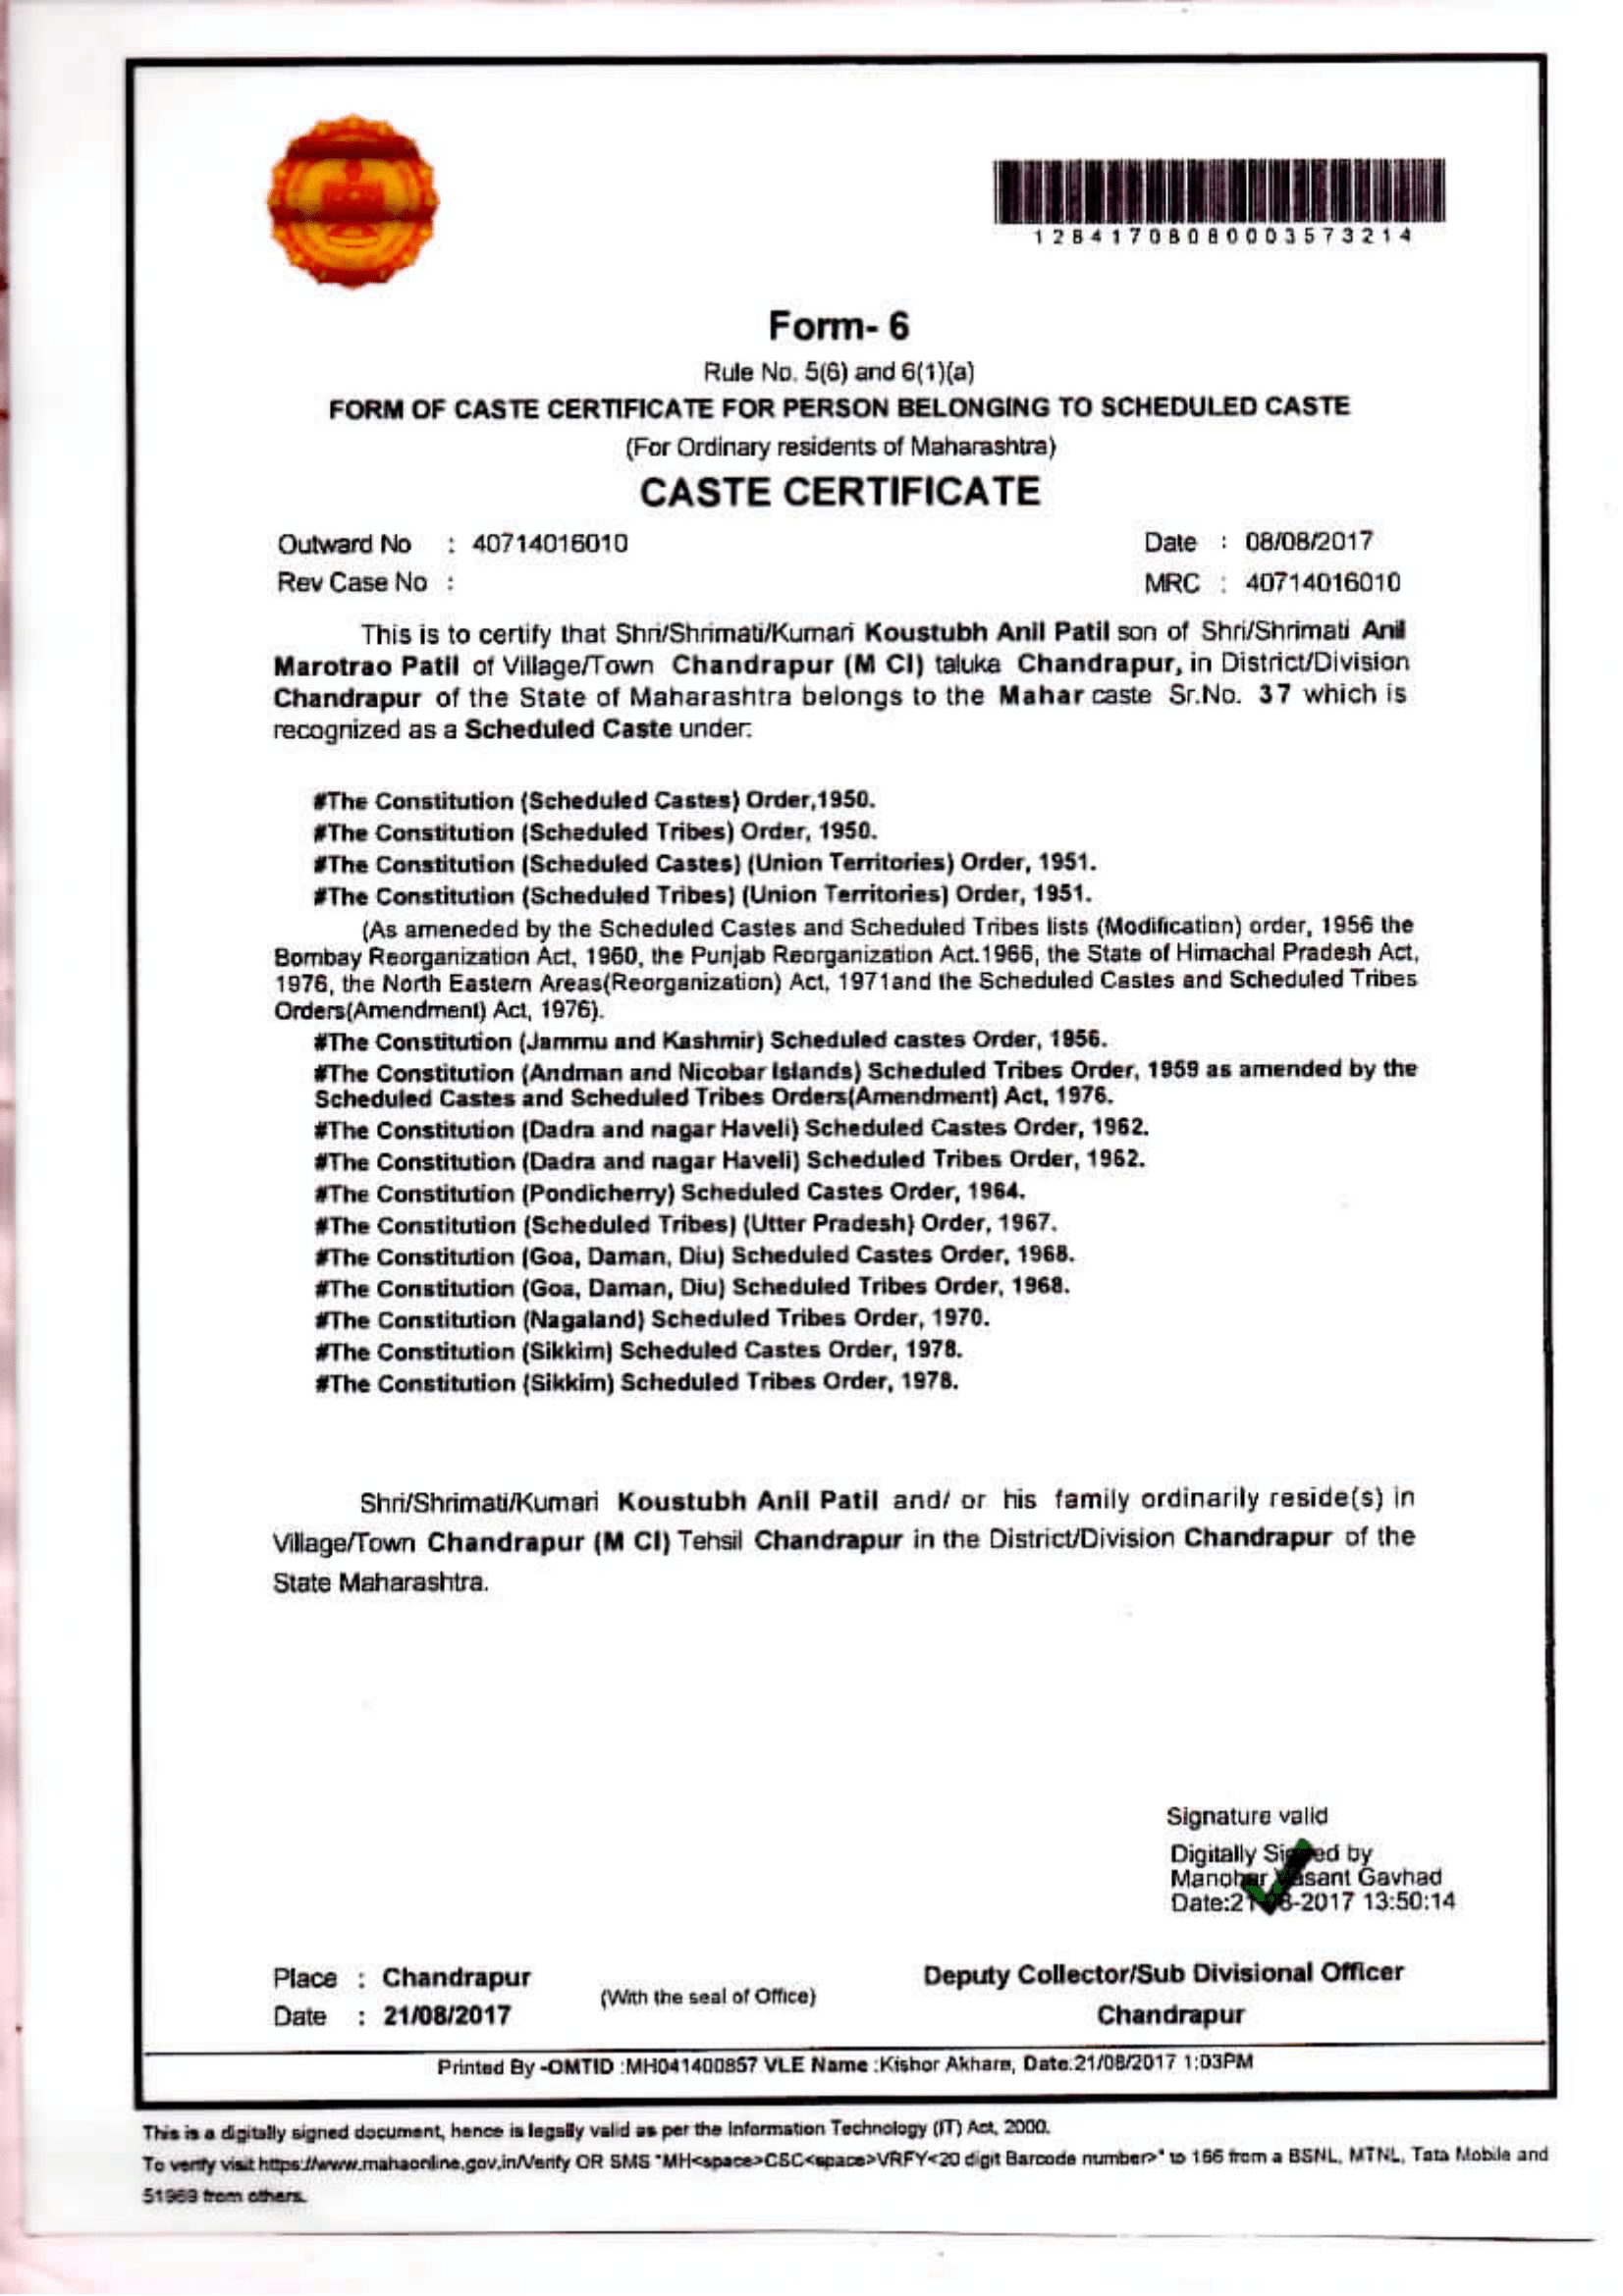 12841708080003573214
Form- 6
Rule No. 5(6) and 6(1)(a)
FORM OF CASTE CERTIFICATE FOR PERSON BELONGING TO SCHEDULED CASTE
(For Ordinary residents of Maharashtra)
CASTE CERTIFICATE
Outward No : 40714016010 Date : 08/08/2017
Rev Case No : MRC : 40714016010
This is to certify that Shri/Shrimati/Kumari Koustubh Anil Patil son of Shri/Shrimati Anil
Marotrao Patil of Village/Town Chandrapur (M Cl) taluka Chandrapur, in District/Division
Chandrapur of the State of Maharashtra belongs to the Mahar caste Sr.No. 37 which is
recognized as a Scheduled Caste under:
#The Constitution (Scheduled Castes) Order,1950.
#The Constitution (Scheduled Tribes) Order, 1950.
#The Constitution (Scheduled Castes) (Union Territories) Order, 1951.
#The Constitution (Scheduled Tribes) (Union Territories) Order, 1951.
(As ameneded by the Scheduled Castes and Scheduled Tribes lists (Modification) order, 1956 the
Bombay Reorganization Act, 1960, the Punjab Reorganization Act.1966, the State of Himachal Pradesh Act,
1976, the North Eastern Areas(Reorganization) Act, 1971and the Scheduled Castes and Scheduled Tribes
Orders(Amendment) Act, 1976).
#The Constitution (Jammu and Kashmir) Scheduled castes Order, 1956.
#The Constitution (Andman and Nicobar Islands) Scheduled Tribes Order, 1959 as amended by the
Scheduled Castes and Scheduled Tribes Orders(Amendment) Act, 1976.
#The Constitution (Dadra and nagar Haveli) Scheduled Castes Order, 1962.
#The Constitution (Dadra and nagar Haveli) Scheduled Tribes Order, 1962.
#The Constitution (Pondicherry) Scheduled Castes Order, 1964.
#The Constitution (Scheduled Tribes) (Utter Pradesh) Order, 1967.
#The Constitution (Goa, Daman, Diu) Scheduled Castes Order, 1968.
#The Constitution (Goa, Daman, Diu) Scheduled Tribes Order, 1968.
#The Constitution (Nagaland) Scheduled Tribes Order, 1970.
#The Constitution (Sikkim) Scheduled Castes Order, 1978.
#The Constitution (Sikkim) Scheduled Tribes Order, 1978.
Shri/Shrimati/Kumari Koustubh Anil Patil and/ or his family ordinarily reside(s) in
Village/Town Chandrapur (M Cl) Tehsil Chandrapur in the District/Division Chandrapur of the
State Maharashtra.
Signature valid
Digitally Signed by
Manohar Vasant Gavhad
Date:21-08-2017 13:50:14
Place : Chandrapur (With the seal of Office) Deputy Collector/Sub Divisional Officer
Date : 21/08/2017 Chandrapur
Printed By -OMTID :MH041400857 VLE Name :Kishor Akhare, Date:21/08/2017 1:03PM
This is a digitally signed document, hence is legally valid as per the Information Technology (IT) Act, 2000.
To verify visit https://www.mahaonline.gov.in/Verify OR SMS "MH<space>CSC<space>VRFY<20 digit Barcode number>" to 166 from a BSNL, MTNL, Tata Mobile and
51969 from others.